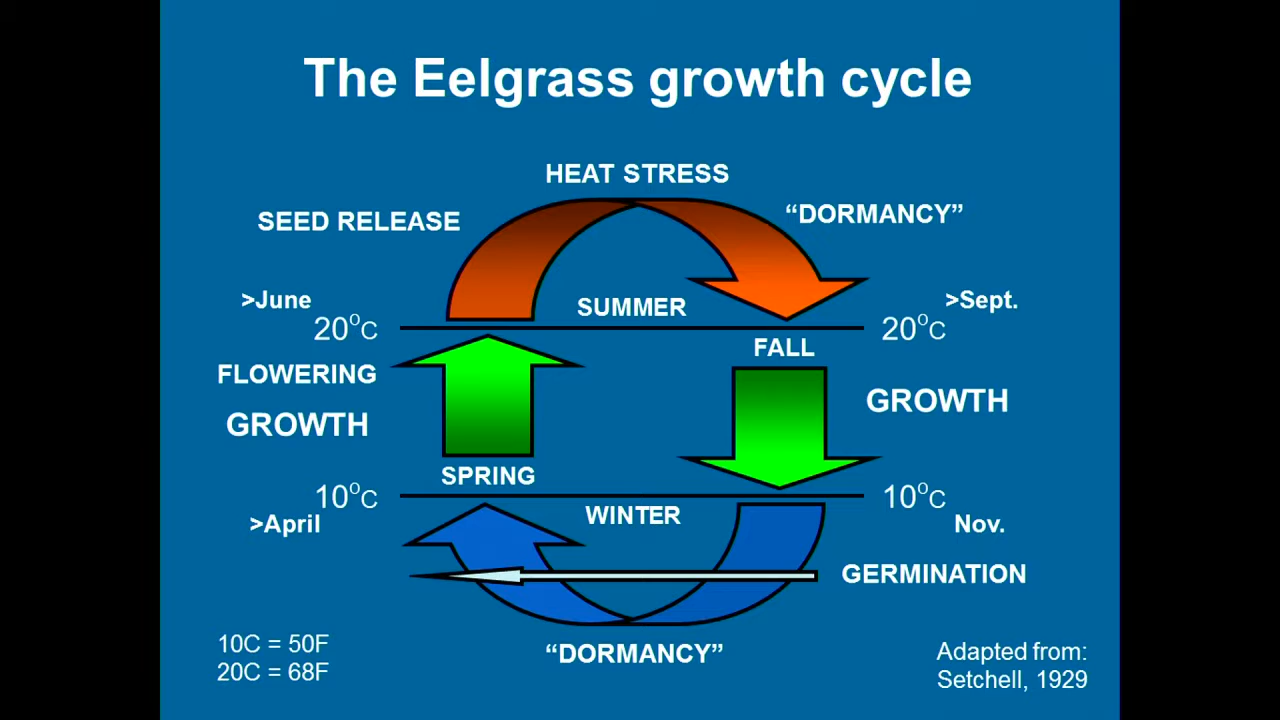 The Eelgrass growth cycle
HEAT STRESS
SEED RELEASE
“DORMANCY”
>June
SUMMER
>Sept.
20°C
20°C
FALL
FLOWERING
GROWTH
GROWTH
SPRING
10°C
10°C
WINTER
>April
Nov.
GERMINATION
“DORMANCY”
10C = 50F
20C = 68F
Adapted from:
Setchell, 1929